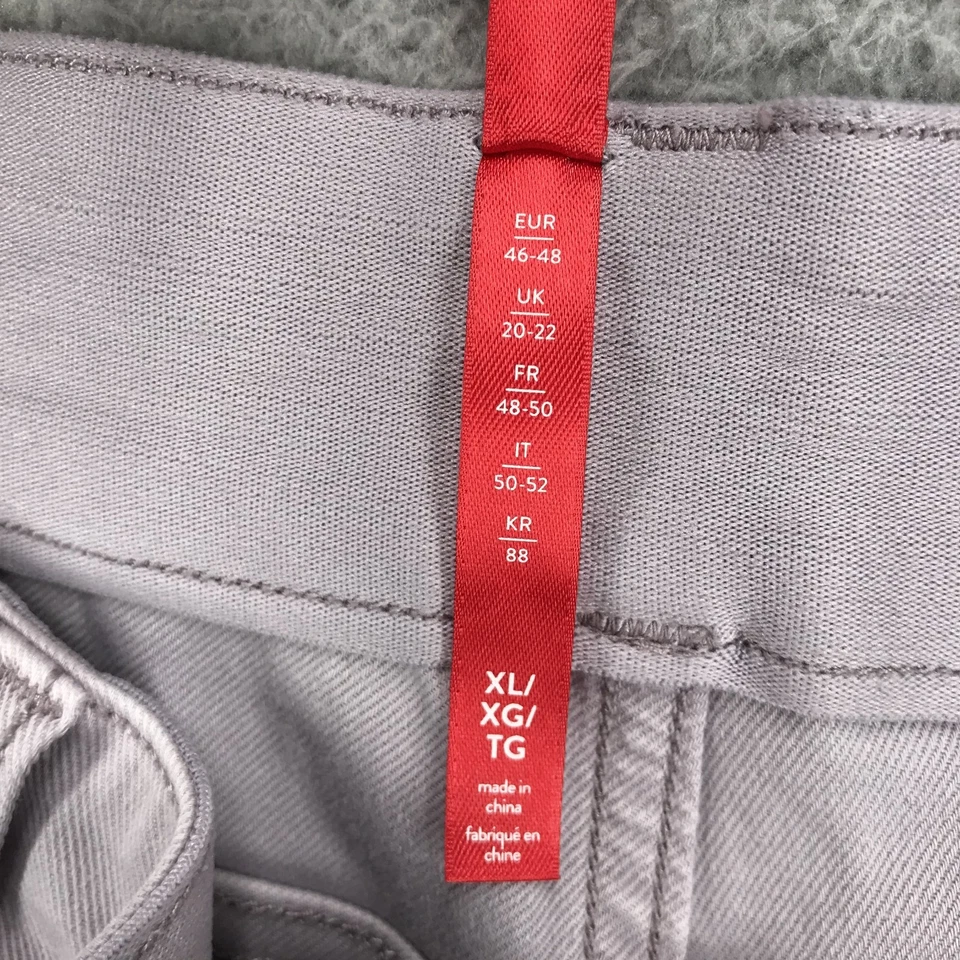 EUR
46-48
UK
20-22
FR
48-50
IT
50-52
KR
88
XL/
XG/
TG
made in
china
fabriqué en
chine